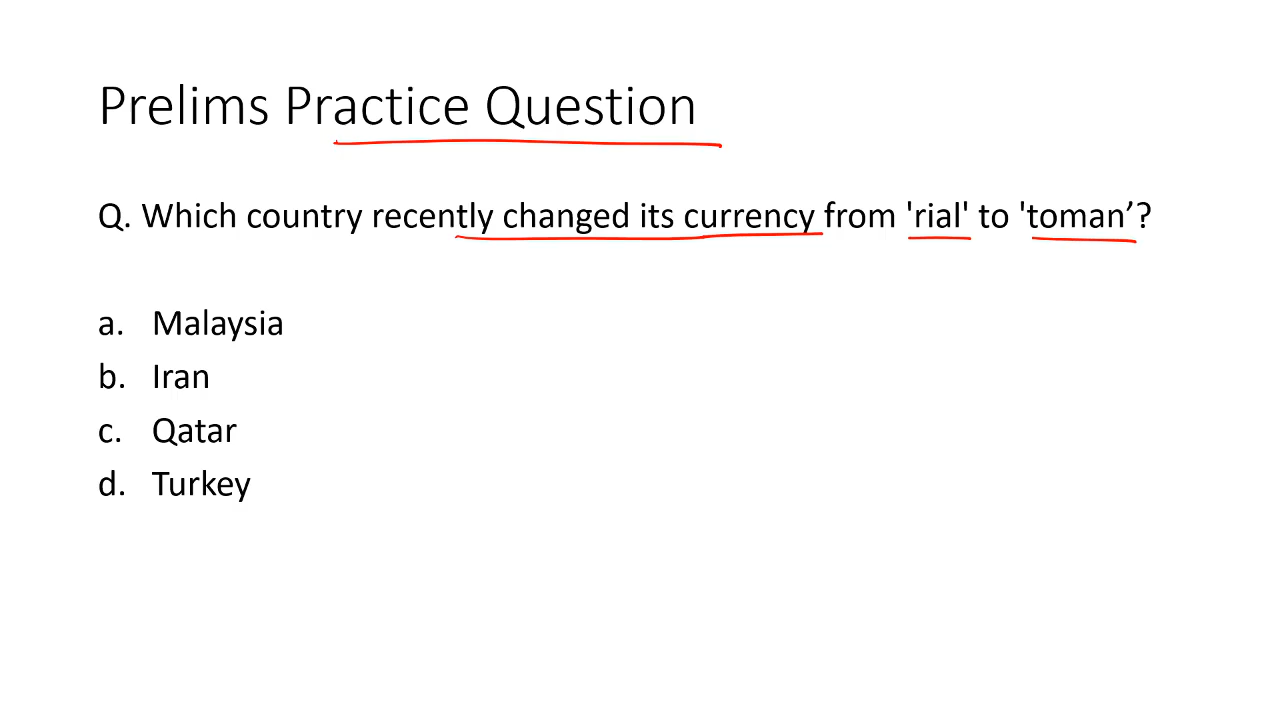 Prelims Practice Question
Q. Which country recently changed its currency from 'rial' to 'toman’?
a. Malaysia
b. Iran
c. Qatar
d. Turkey